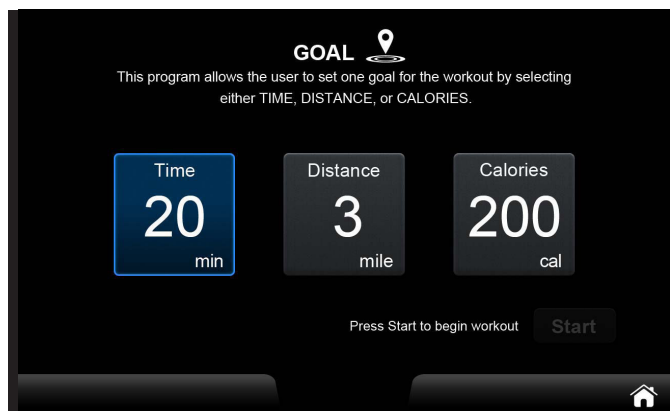 GOAL
This program allows the user to set one goal for the workout by selecting
either TIME, DISTANCE, or CALORIES.
Time
20
min
Distance
3
mile
Calories
200
cal
Press Start to begin workout
Start